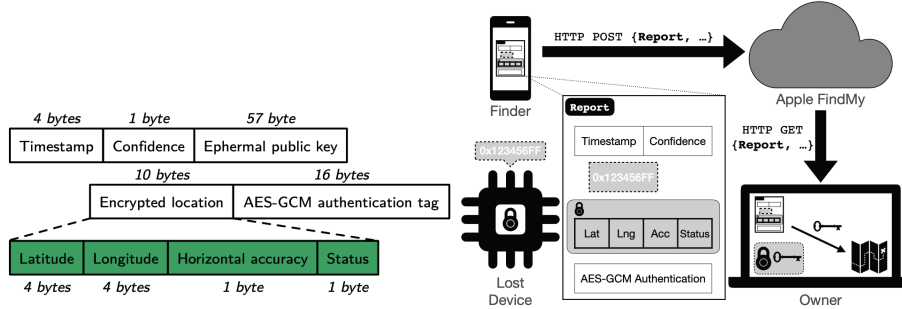 4 bytes 1 byte 57 byte
Timestamp Confidence Ephermal public key
10 bytes 16 bytes
Encrypted location AES-GCM authentication tag
Latitude Longitude Horizontal accuracy Status
4 bytes 4 bytes 1 byte 1 byte
HTTP POST {Report, …}
Finder
Apple FindMy
HTTP GET
{Report, …}
Report
Timestamp Confidence
0x123456FF
0x123456FF
Lat Lng Acc Status
AES-GCM Authentication
Lost
Device
Owner